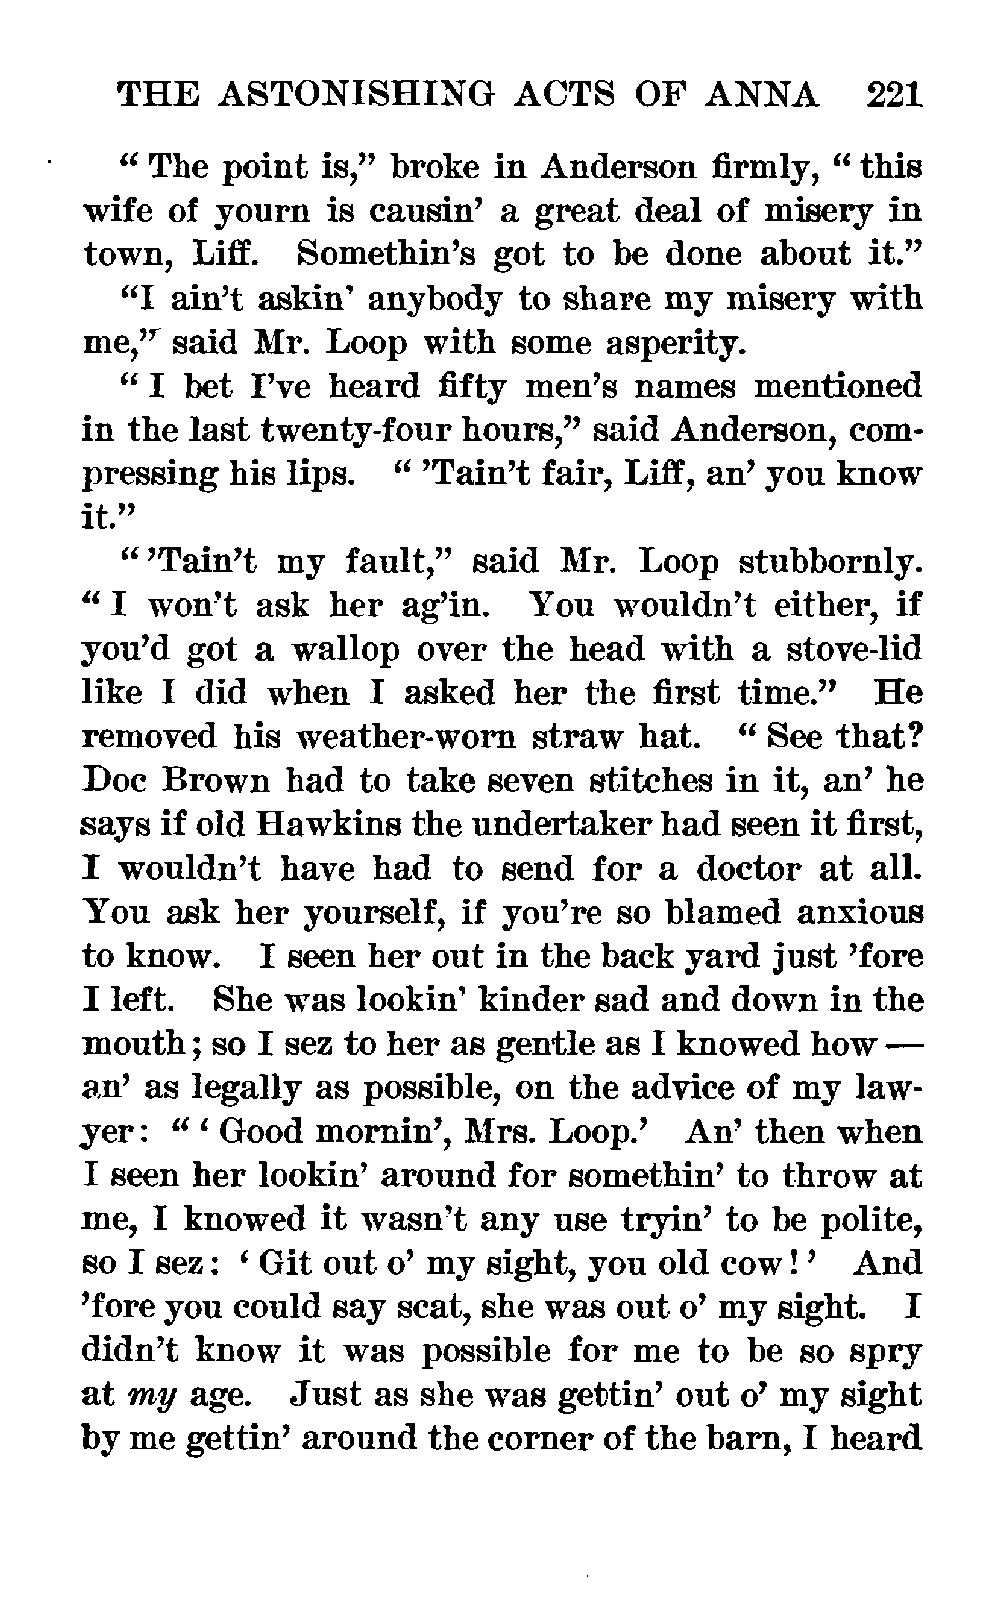 THE ASTONISHING ACTS OF ANNA 221
“ The point is,” broke in Anderson firmly, “ this
wife of yourn is causin’ a great deal of misery in
town, Liff. Somethin’s got to be done about it.”
“I ain’t askin’ anybody to share my misery with
me,” said Mr. Loop with some asperity.
“ I bet I’ve heard fifty men’s names mentioned
in the last twenty-four hours,” said Anderson, com-
pressing his lips. “ ’Tain’t fair, Liff, an’ you know
it.”
“ ’Tain’t my fault,” said Mr. Loop stubbornly.
“ I won’t ask her ag’in. You wouldn’t either, if
you’d got a wallop over the head with a stove-lid
like I did when I asked her the first time.” He
removed his weather-worn straw hat. “ See that?
Doc Brown had to take seven stitches in it, an’ he
says if old Hawkins the undertaker had seen it first,
I wouldn’t have had to send for a doctor at all.
You ask her yourself, if you’re so blamed anxious
to know. I seen her out in the back yard just ’fore
I left. She was lookin’ kinder sad and down in the
mouth; so I sez to her as gentle as I knowed how —
an’ as legally as possible, on the advice of my law-
yer: “ ‘ Good mornin’, Mrs. Loop.’ An’ then when
I seen her lookin’ around for somethin’ to throw at
me, I knowed it wasn’t any use tryin’ to be polite,
so I sez: ‘ Git out o’ my sight, you old cow! ’ And
’fore you could say scat, she was out o’ my sight. I
didn’t know it was possible for me to be so spry
at my age. Just as she was gettin’ out o’ my sight
by me gettin’ around the corner of the barn, I heard